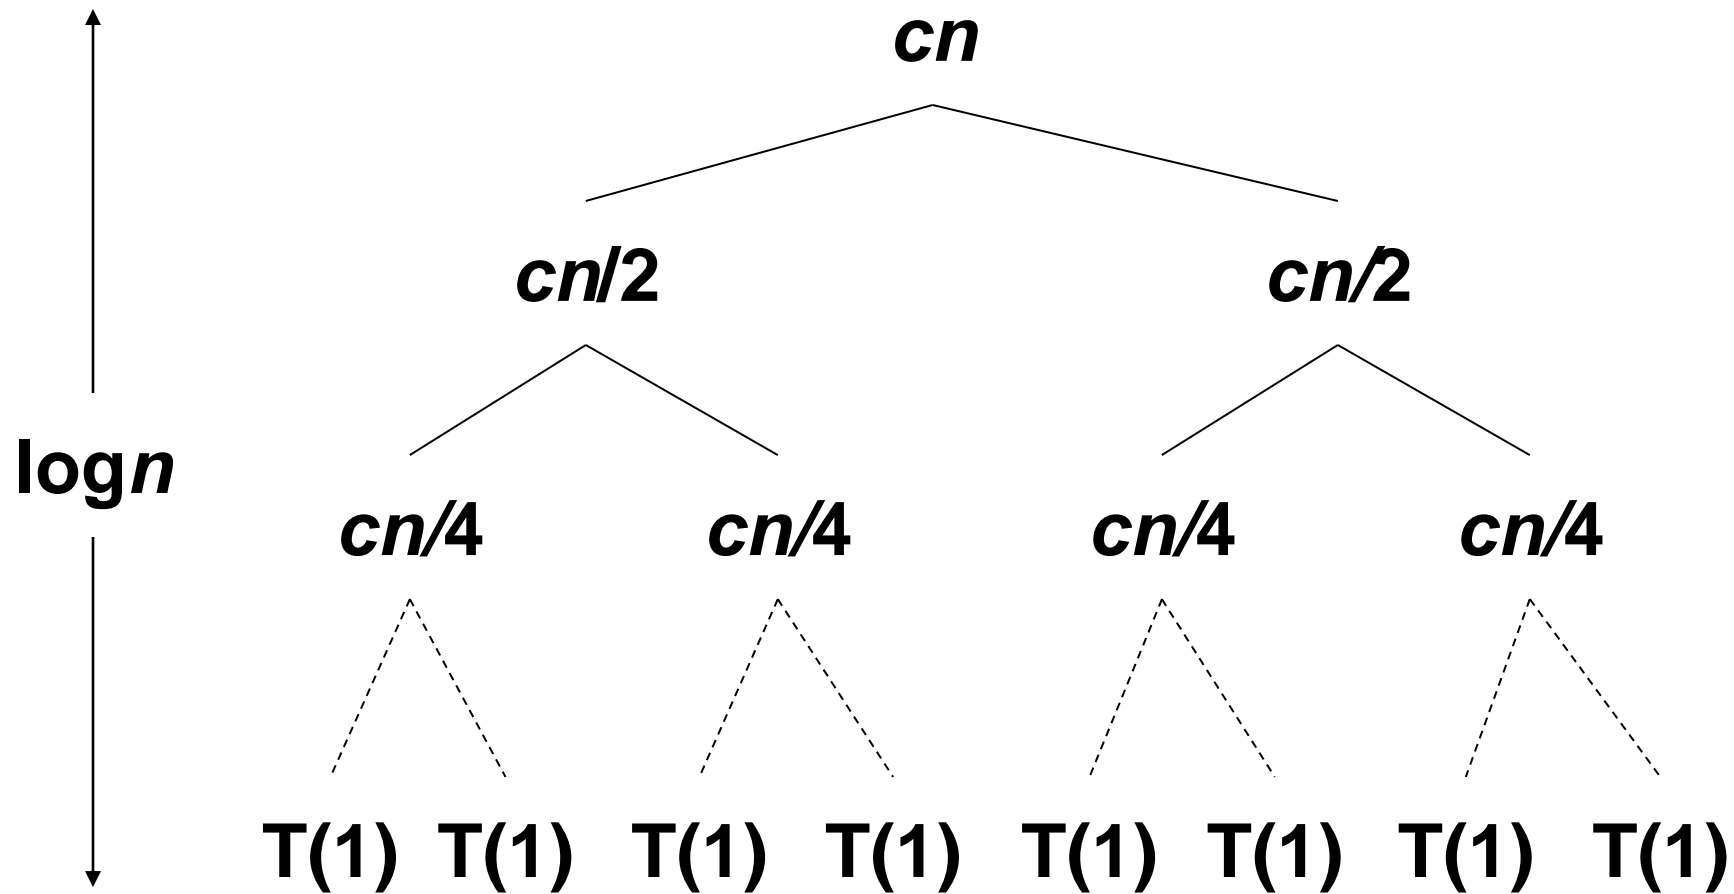 cn
cn/2 cn/2
logn
cn/4 cn/4 cn/4 cn/4
T(1) T(1) T(1) T(1) T(1) T(1) T(1) T(1)